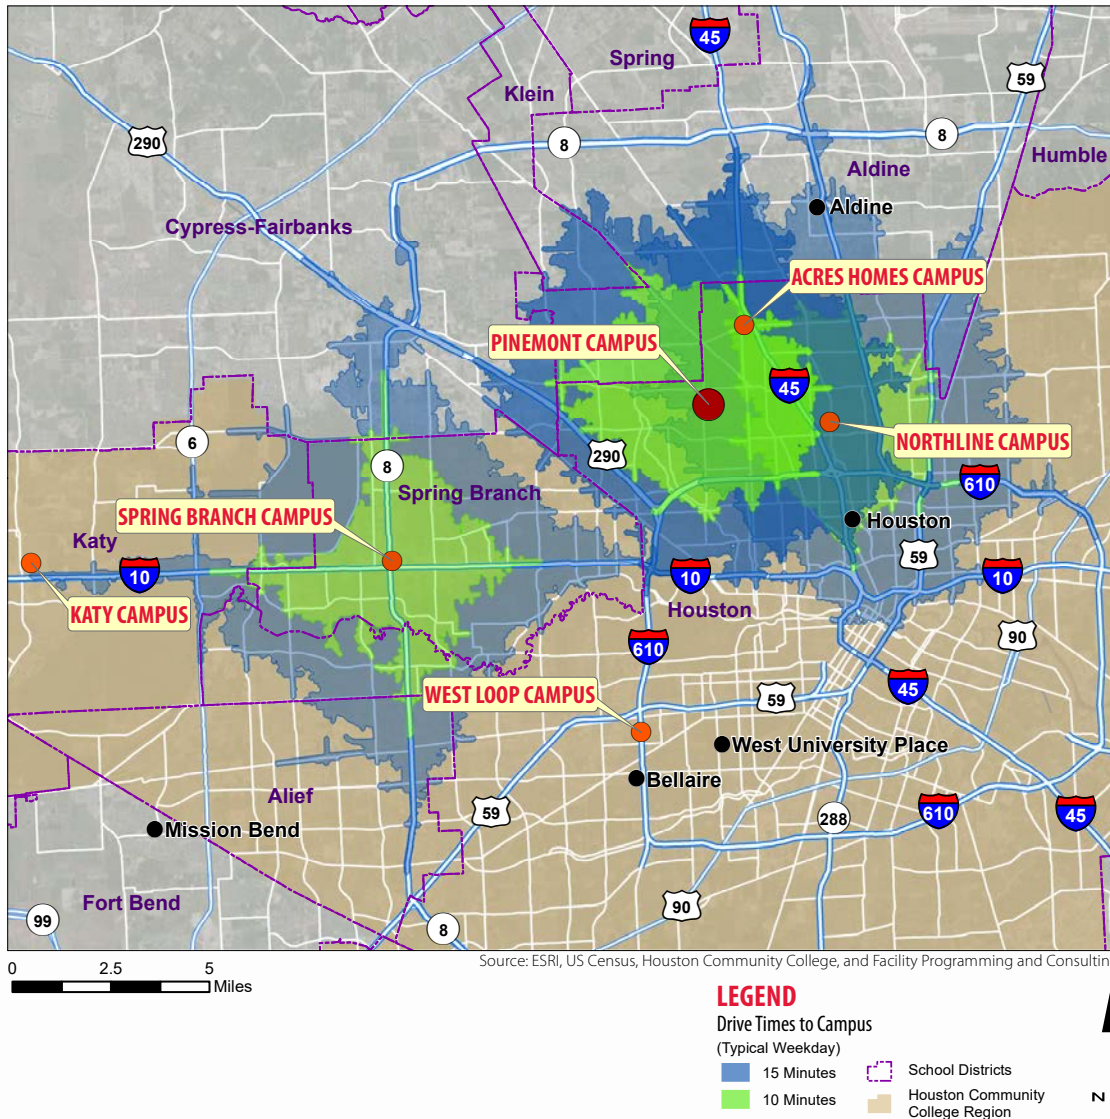 45
Spring
59
Klein
290
8
8
Humble
Aldine
Aldine
Cypress-Fairbanks
ACRES HOMES CAMPUS
PINEMONT CAMPUS
45
6
290
NORTHLINE CAMPUS
8
610
Spring Branch
SPRING BRANCH CAMPUS
Houston
Katy
59
10
10
10
KATY CAMPUS
Houston
90
610
45
WEST LOOP CAMPUS
59
West University Place
Bellaire
Alief
59
610
45
288
Mission Bend
Fort Bend
90
99
8
Source: ESRI, US Census, Houston Community College, and Facility Programming and Consultin
0 2.5 5
Miles
LEGEND
Drive Times to Campus
(Typical Weekday)
15 Minutes
School Districts
10 Minutes
Houston Community
College Region
N